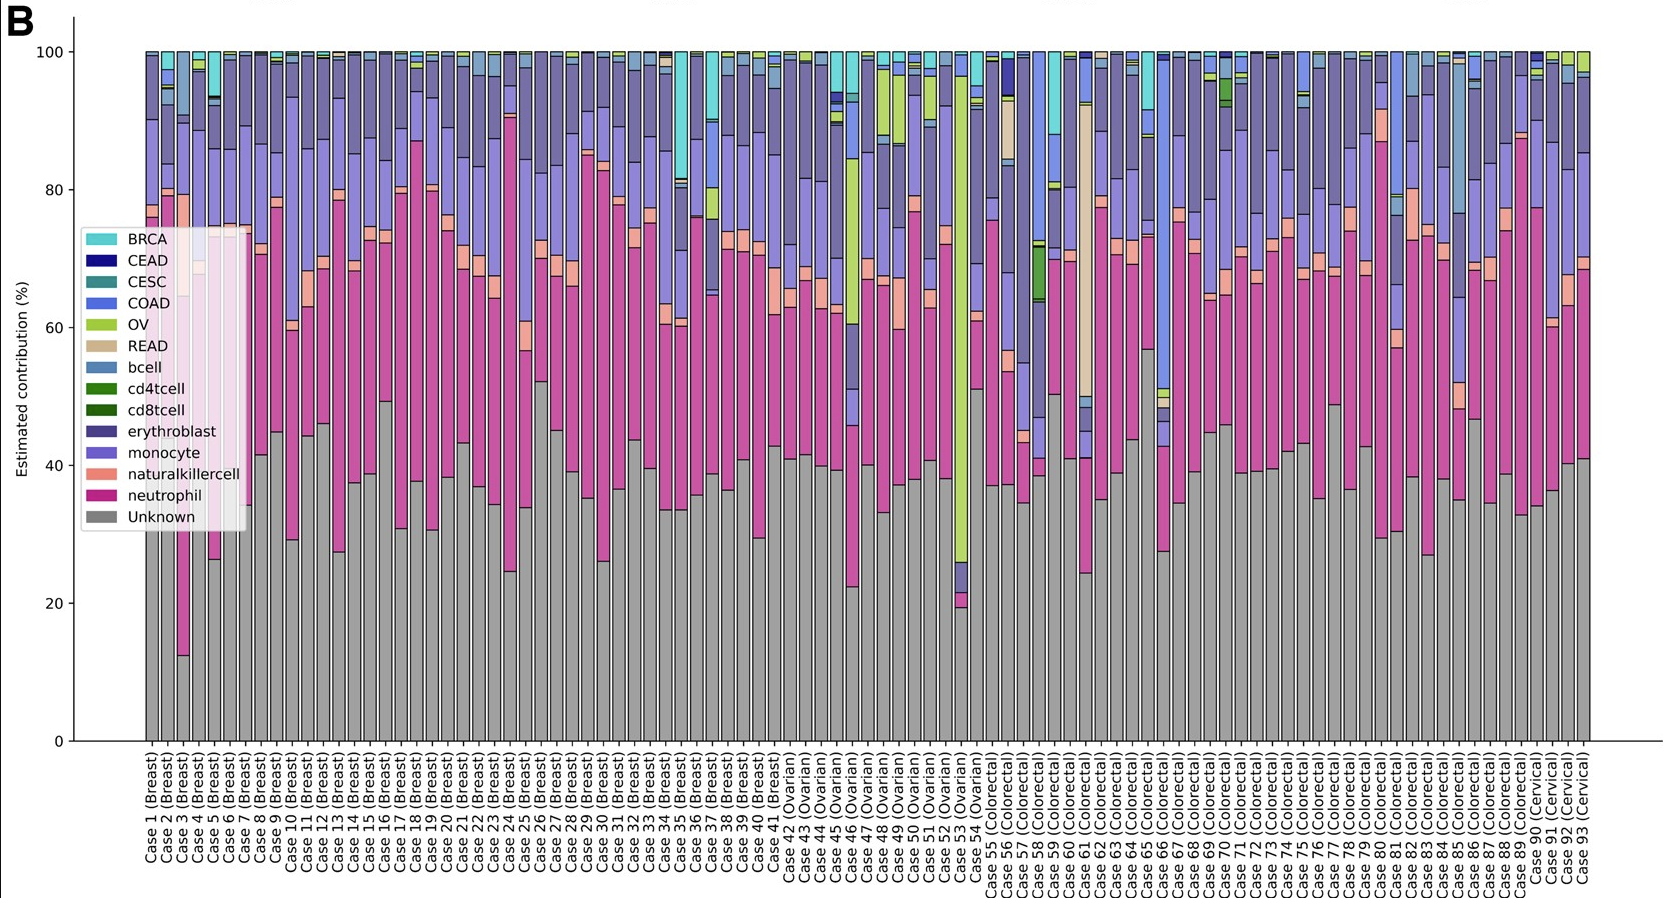 B
Estimated contribution (%)
100
80
60
40
20
0
BRCA
CEAD
CESC
COAD
OV
READ
bcell
cd4tcell
cd8tcell
erythroblast
monocyte
naturalkillercell
neutrophil
Unknown
Case 1 (Breast)
Case 2 (Breast)
Case 3 (Breast)
Case 4 (Breast)
Case 5 (Breast)
Case 6 (Breast)
Case 7 (Breast)
Case 8 (Breast)
Case 9 (Breast)
Case 10 (Breast)
Case 11 (Breast)
Case 12 (Breast)
Case 13 (Breast)
Case 14 (Breast)
Case 15 (Breast)
Case 16 (Breast)
Case 17 (Breast)
Case 18 (Breast)
Case 19 (Breast)
Case 20 (Breast)
Case 21 (Breast)
Case 22 (Breast)
Case 23 (Breast)
Case 24 (Breast)
Case 25 (Breast)
Case 26 (Breast)
Case 27 (Breast)
Case 28 (Breast)
Case 29 (Breast)
Case 30 (Breast)
Case 31 (Breast)
Case 32 (Breast)
Case 33 (Breast)
Case 34 (Breast)
Case 35 (Breast)
Case 36 (Breast)
Case 37 (Breast)
Case 38 (Breast)
Case 39 (Breast)
Case 40 (Breast)
Case 41 (Breast)
Case 42 (Ovarian)
Case 43 (Ovarian)
Case 44 (Ovarian)
Case 45 (Ovarian)
Case 46 (Ovarian)
Case 47 (Ovarian)
Case 48 (Ovarian)
Case 49 (Ovarian)
Case 50 (Ovarian)
Case 51 (Ovarian)
Case 52 (Ovarian)
Case 53 (Ovarian)
Case 54 (Ovarian)
Case 55 (Colorectal)
Case 56 (Colorectal)
Case 57 (Colorectal)
Case 58 (Colorectal)
Case 59 (Colorectal)
Case 60 (Colorectal)
Case 61 (Colorectal)
Case 62 (Colorectal)
Case 63 (Colorectal)
Case 64 (Colorectal)
Case 65 (Colorectal)
Case 66 (Colorectal)
Case 67 (Colorectal)
Case 68 (Colorectal)
Case 69 (Colorectal)
Case 70 (Colorectal)
Case 71 (Colorectal)
Case 72 (Colorectal)
Case 73 (Colorectal)
Case 74 (Colorectal)
Case 75 (Colorectal)
Case 76 (Colorectal)
Case 77 (Colorectal)
Case 78 (Colorectal)
Case 79 (Colorectal)
Case 80 (Colorectal)
Case 81 (Colorectal)
Case 82 (Colorectal)
Case 83 (Colorectal)
Case 84 (Colorectal)
Case 85 (Colorectal)
Case 86 (Colorectal)
Case 87 (Colorectal)
Case 88 (Colorectal)
Case 89 (Colorectal)
Case 90 (Cervical)
Case 91 (Cervical)
Case 92 (Cervical)
Case 93 (Cervical)